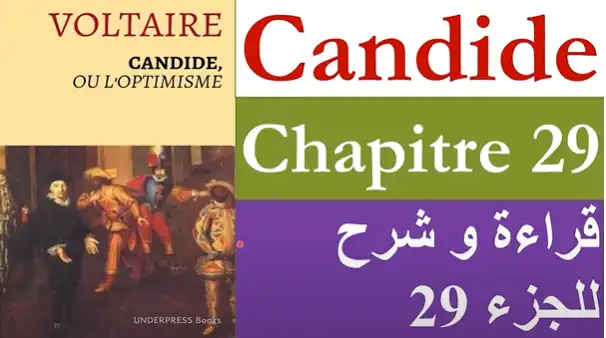 VOLTAIRE
CANDIDE,
OU L'OPTIMISME
UNDERPRESS Books
Candide
Chapitre 29
قراءة و شرح
للجزء 29